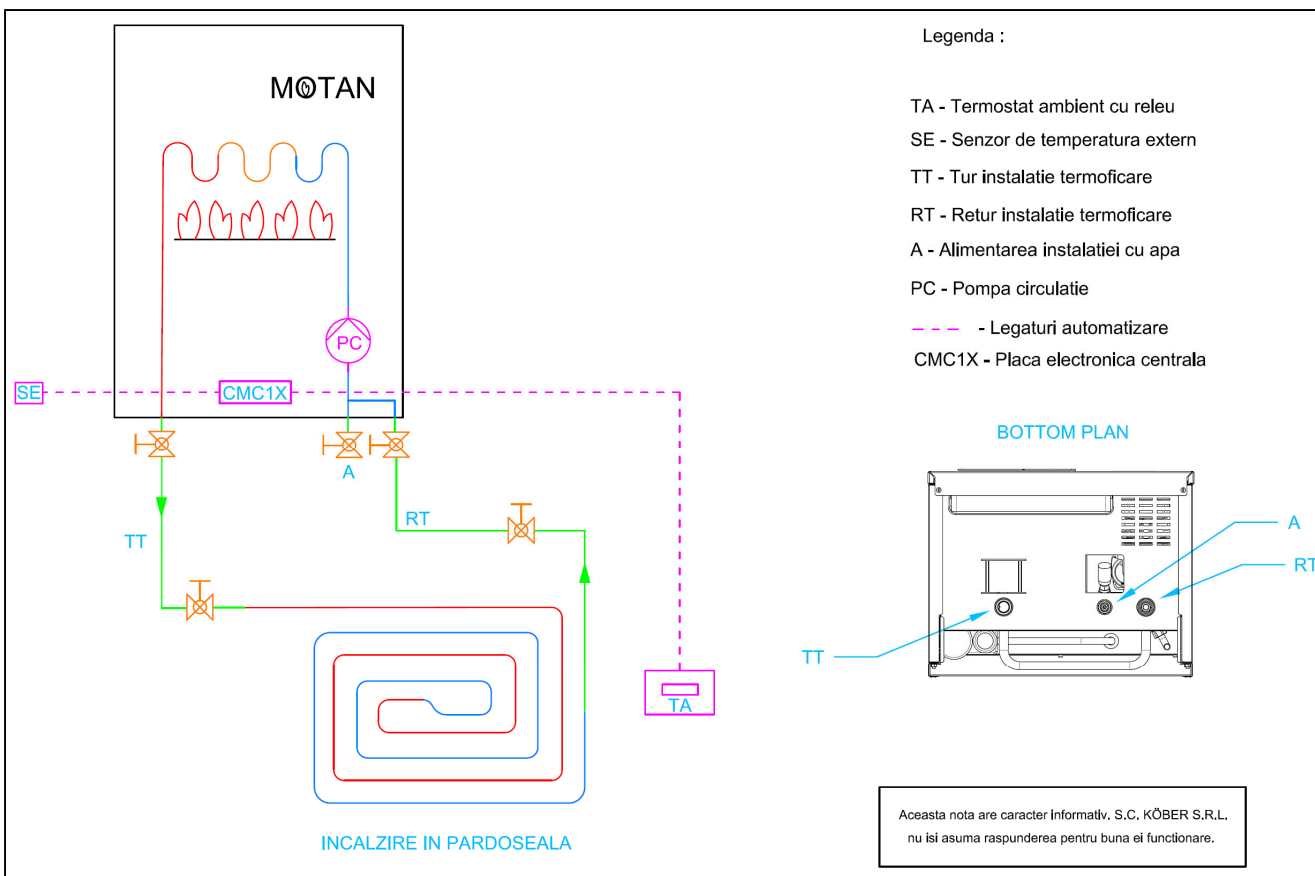 MOTAN
PC
SE
CMC1X
A
TT
RT
TA
INCALZIRE IN PARDOSEALA
Legenda :
TA - Termostat ambient cu releu
SE - Senzor de temperatura extern
TT - Tur instalatie termoficare
RT - Retur instalatie termoficare
A - Alimentarea instalatiei cu apa
PC - Pompa circulatie
- Legaturi automatizare
CMC1X - Placa electronica centrala
BOTTOM PLAN
A
RT
TT
Aceasta nota are caracter informativ. S.C. KÖBER S.R.L.
nu isi asuma raspunderea pentru buna ei functionare.